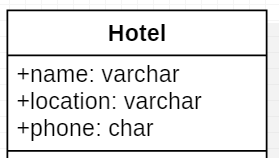 Hotel
+name: varchar
+location: varchar
+phone: char